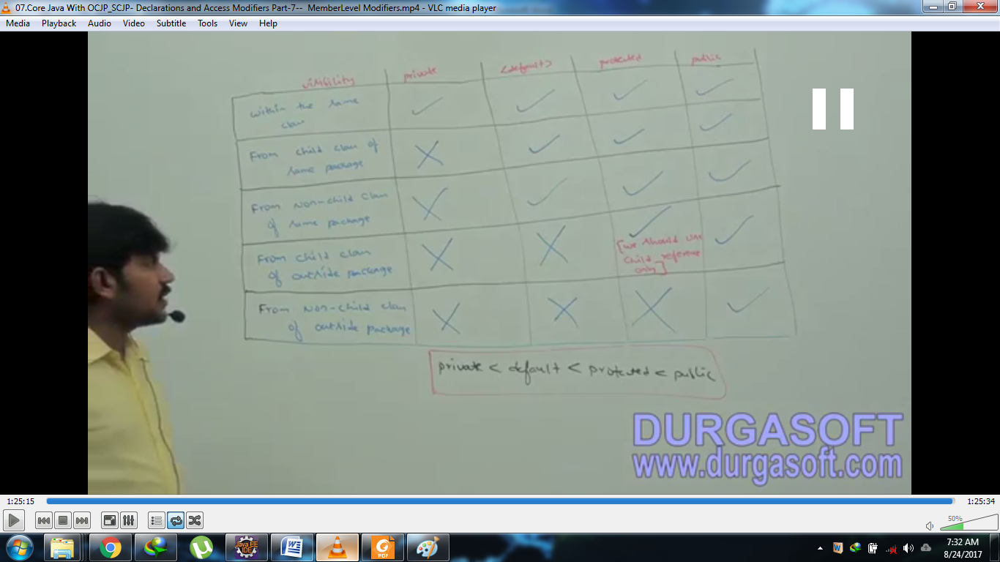 07.Core Java With OCJP_SCJP- Declarations and Access Modifiers Part-7-- MemberLevel Modifiers.mp4 - VLC media player
Media Playback Audio Video Subtitle Tools View Help
visibility private <default> protected public
within the same
class
From child class of
same package
From Non-child class
of same package
From child class
of outside package
[we should use
child reference
only]
From Non-child class
of outside package
private < default < protected < public
DURGASOFT
www.durgasoft.com
1:25:15
1:25:34
50%
Java EE
IDE
PDF
7:32 AM
8/24/2017